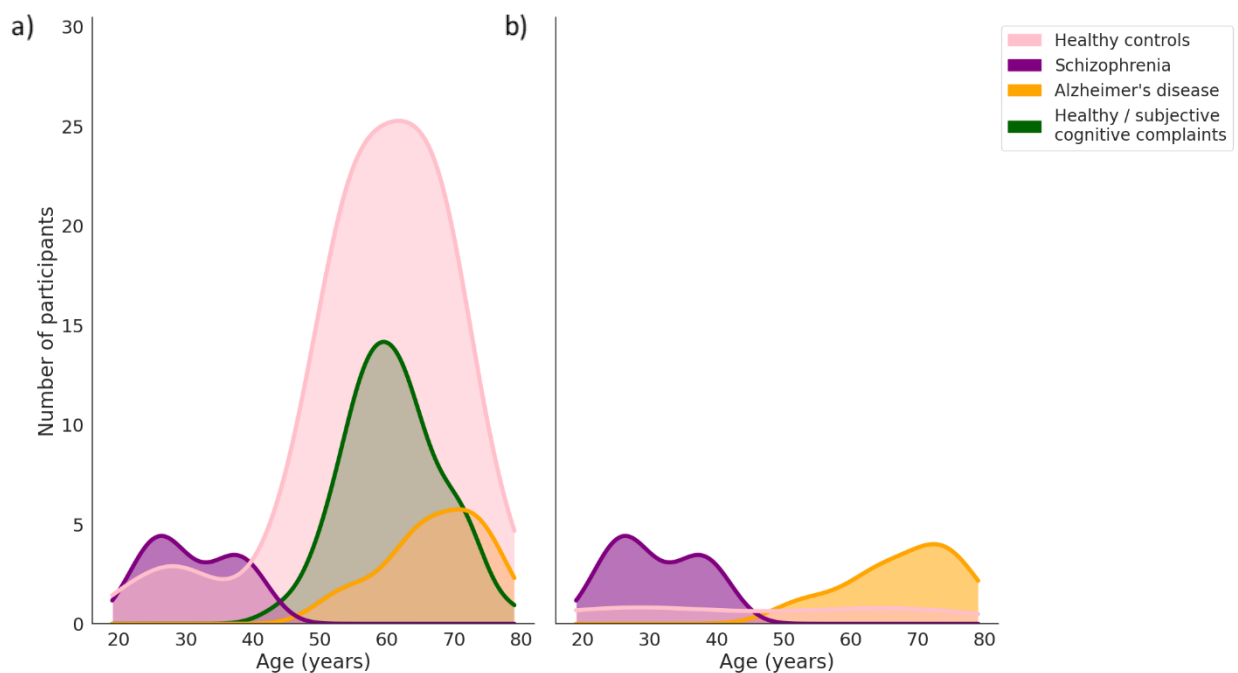 a)
b)
30
25
20
15
10
5
0
Number of participants
20 30 40 50 60 70 80
Age (years)
20 30 40 50 60 70 80
Age (years)
Healthy controls
Schizophrenia
Alzheimer's disease
Healthy / subjective
cognitive complaints